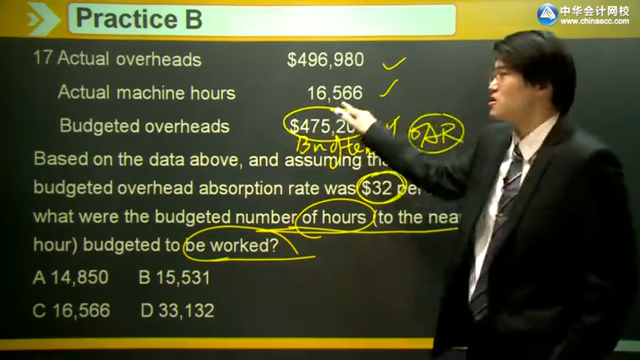 Practice B
中华会计网校
www.chinaacc.com
17 Actual overheads $496,980
Actual machine hours 16,566
Budgeted overheads $475,20
OAR
Based on the data above, and assuming tha
budgeted overhead absorption rate was $32 per
what were the budgeted number of hours (to the nea
hour) budgeted to be worked?
A 14,850 B 15,531
C 16,566 D 33,132